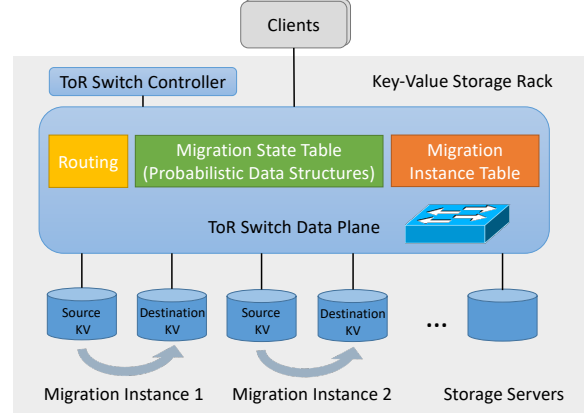 Clients
ToR Switch Controller
Key-Value Storage Rack
Routing
Migration State Table
(Probabilistic Data Structures)
Migration
Instance Table
ToR Switch Data Plane
Source
KV
Destination
KV
Source
KV
Destination
KV
...
Migration Instance 1
Migration Instance 2
Storage Servers